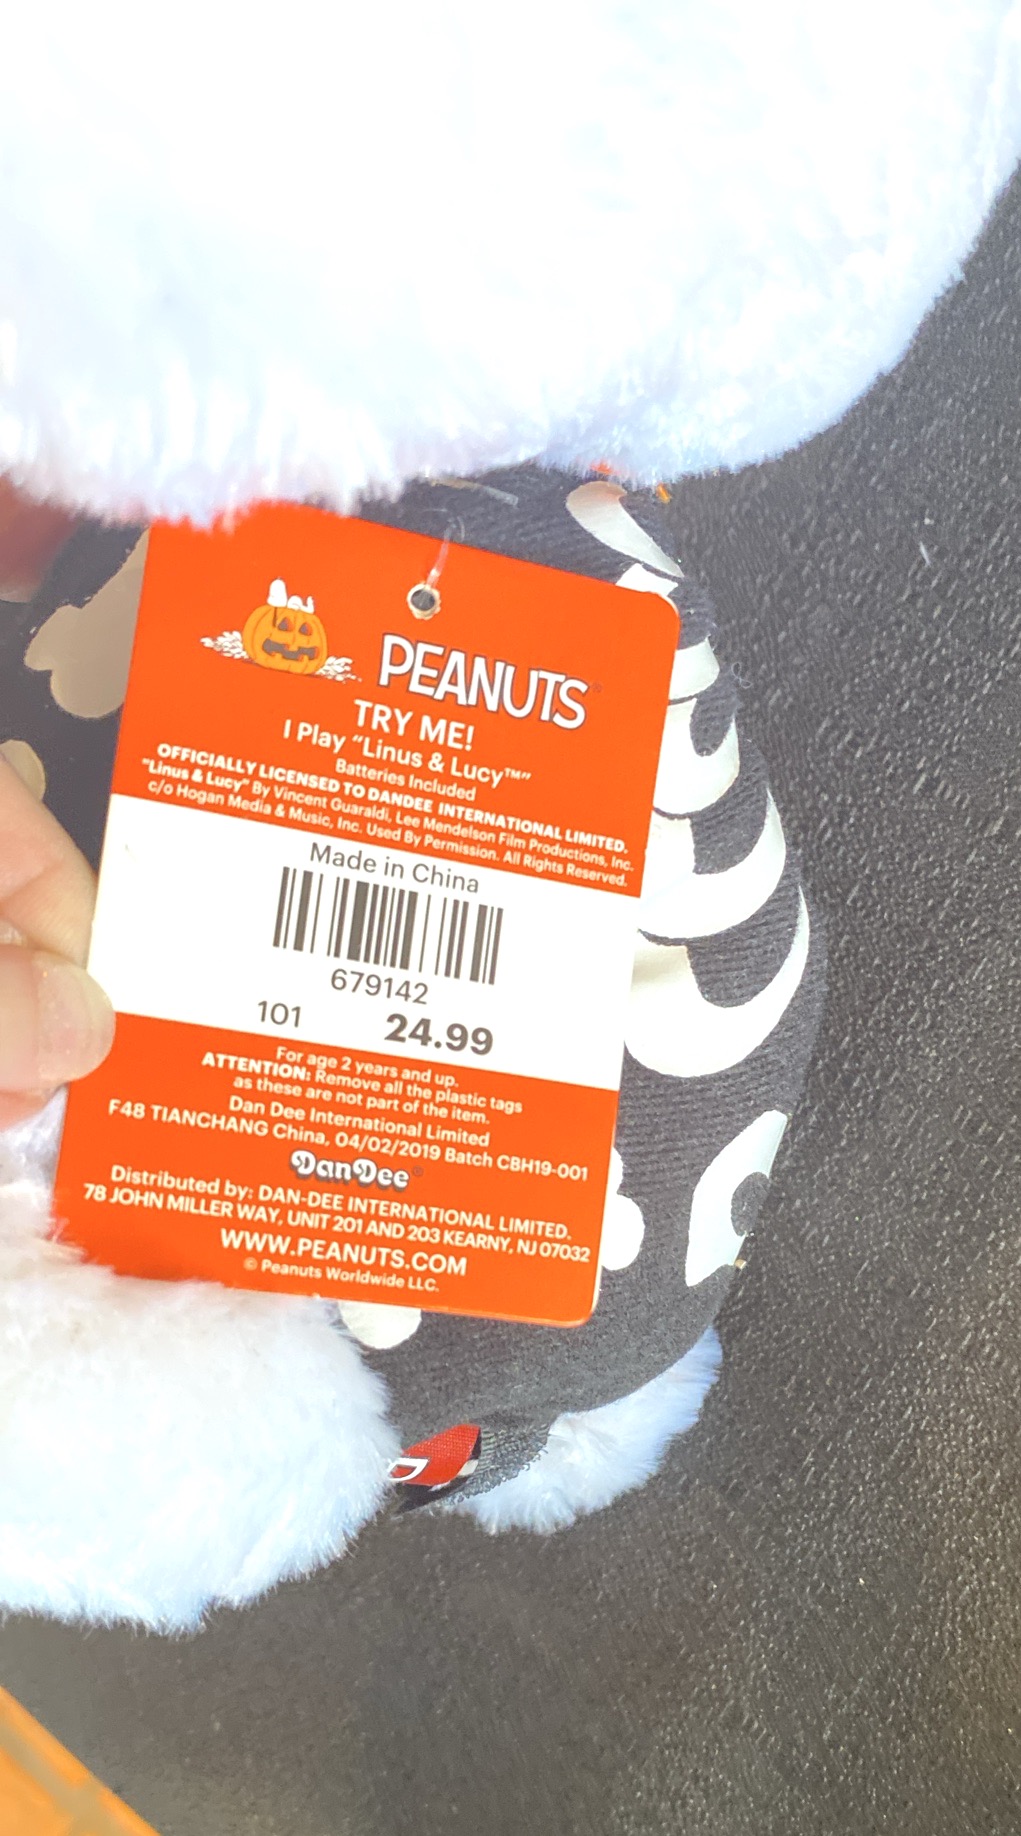 PEANUTS®
TRY ME!
I Play “Linus & Lucy™”
Batteries Included
OFFICIALLY LICENSED TO DANDEE INTERNATIONAL LIMITED.
"Linus & Lucy" By Vincent Guaraldi, Lee Mendelson Film Productions, Inc.
c/o Hogan Media & Music, Inc. Used By Permission. All Rights Reserved.
Made in China
679142
101 24.99
For age 2 years and up.
ATTENTION: Remove all the plastic tags
as these are not part of the item.
Dan Dee International Limited
F48 TIANCHANG China, 04/02/2019 Batch CBH19-001
DanDee®
Distributed by: DAN-DEE INTERNATIONAL LIMITED.
78 JOHN MILLER WAY, UNIT 201 AND 203 KEARNY, NJ 07032
WWW.PEANUTS.COM
© Peanuts Worldwide LLC.